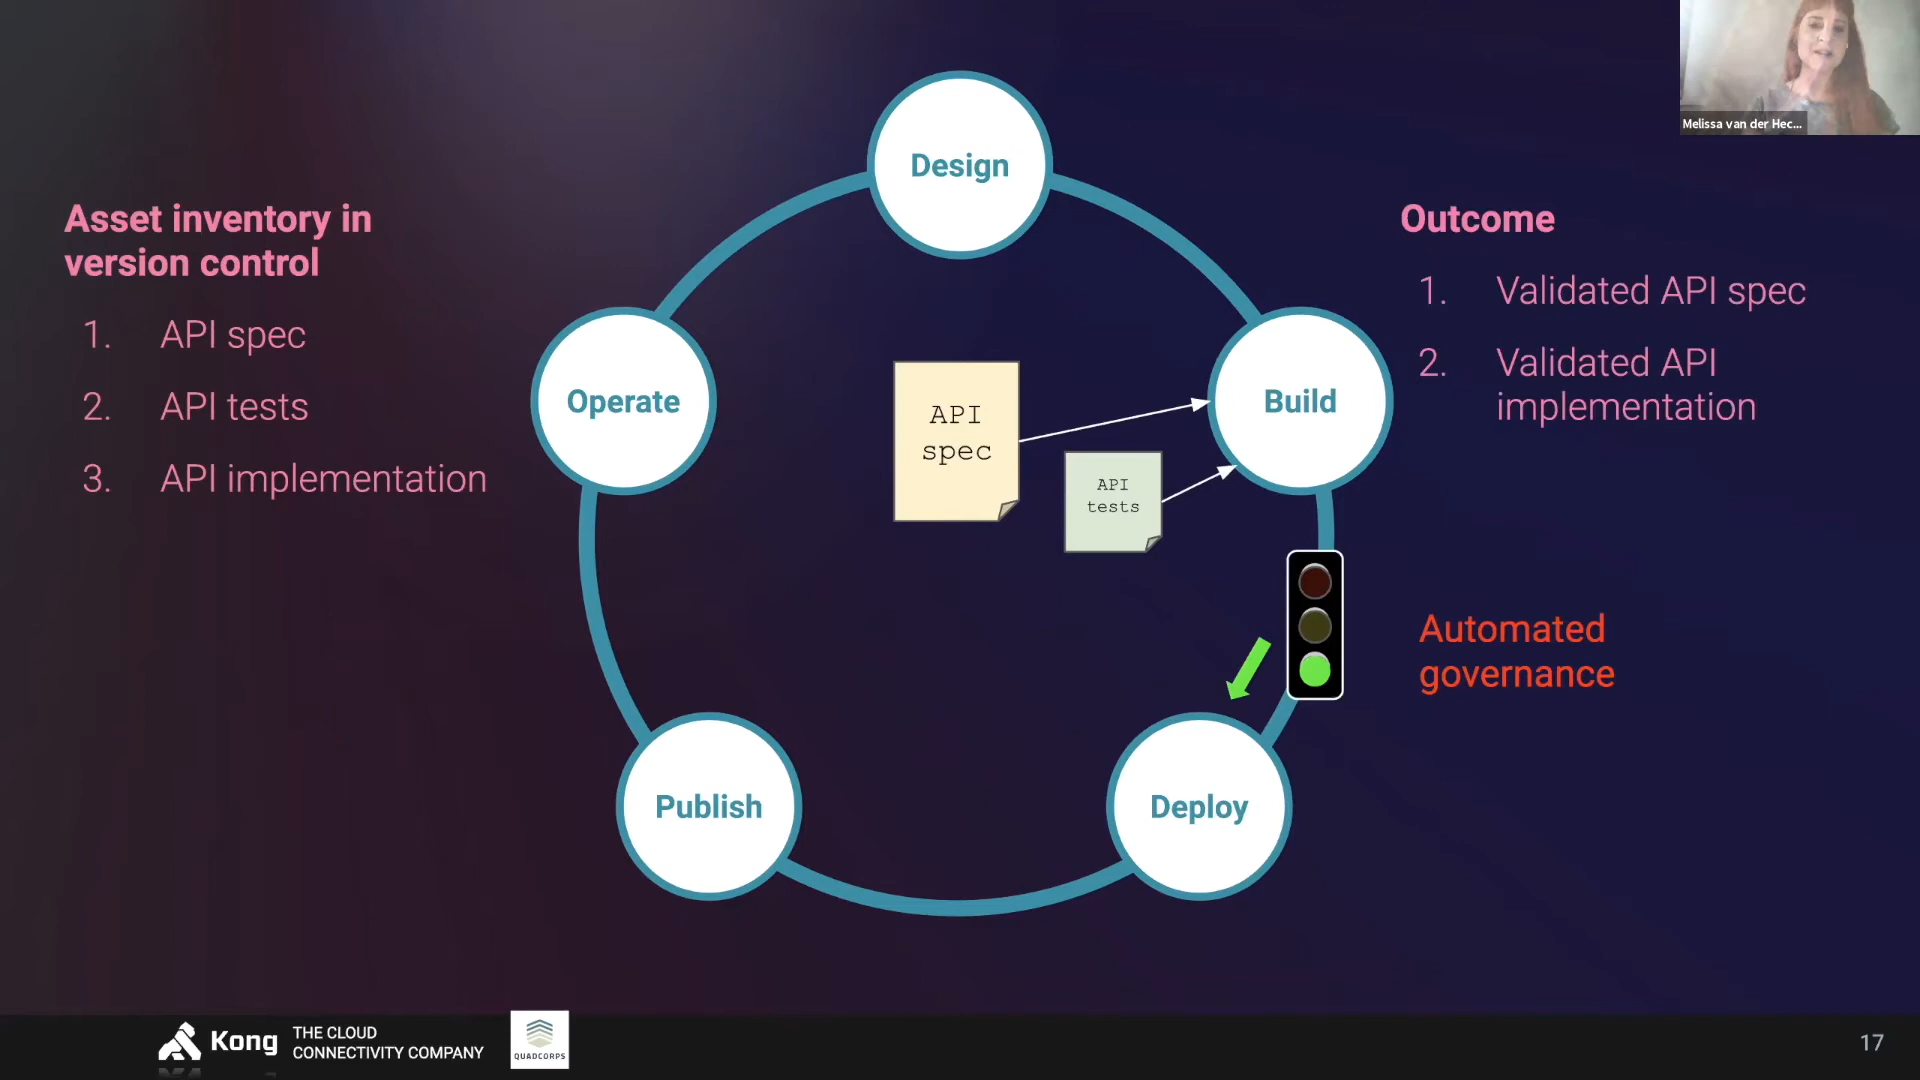 Melissa van der Hec...
Design
Asset inventory in
version control
1. API spec
2. API tests
3. API implementation
Operate
API
spec
API
tests
Build
Outcome
1. Validated API spec
2. Validated API
implementation
Automated
governance
Publish
Deploy
Kong
THE CLOUD
CONNECTIVITY COMPANY
QUADCORPS
17